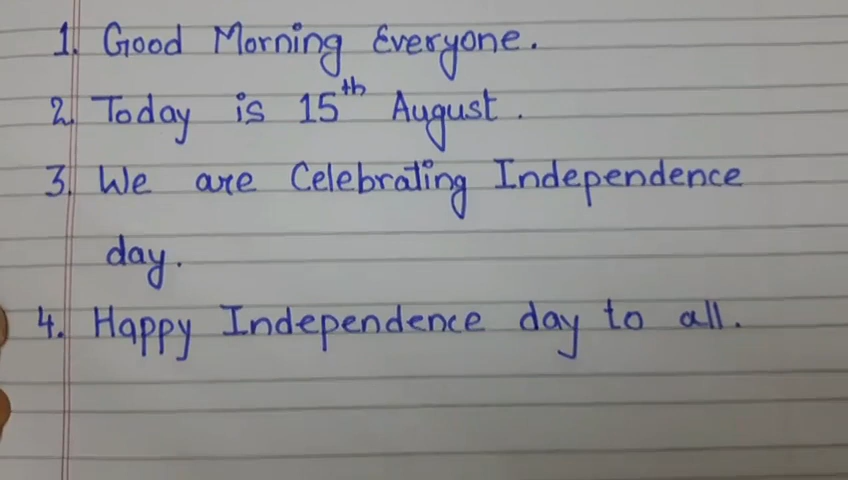 1. Good Morning Everyone.
2. Today is 15th August.
3. We are Celebrating Independence
day.
4. Happy Independence day to all.